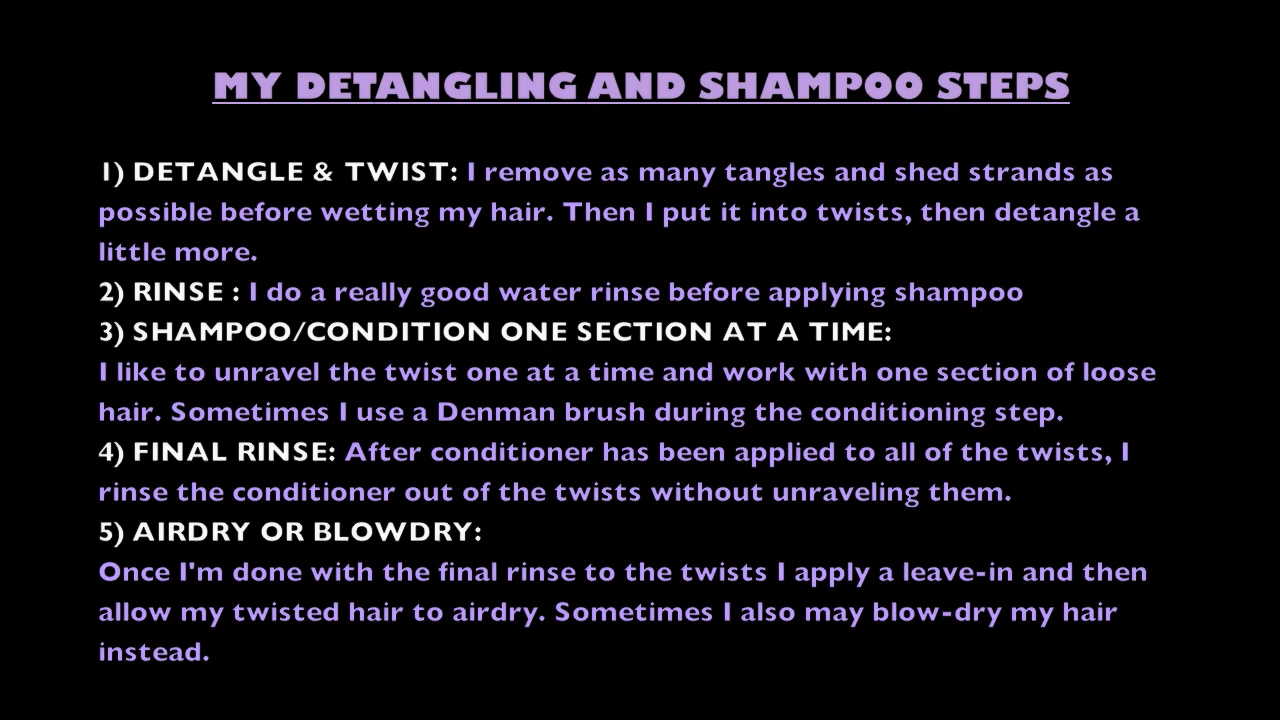 MY DETANGLING AND SHAMPOO STEPS
1) DETANGLE & TWIST: I remove as many tangles and shed strands as
possible before wetting my hair. Then I put it into twists, then detangle a
little more.
2) RINSE : I do a really good water rinse before applying shampoo
3) SHAMPOO/CONDITION ONE SECTION AT A TIME:
I like to unravel the twist one at a time and work with one section of loose
hair. Sometimes I use a Denman brush during the conditioning step.
4) FINAL RINSE: After conditioner has been applied to all of the twists, I
rinse the conditioner out of the twists without unraveling them.
5) AIRDRY OR BLOWDRY:
Once I'm done with the final rinse to the twists I apply a leave-in and then
allow my twisted hair to airdry. Sometimes I also may blow-dry my hair
instead.